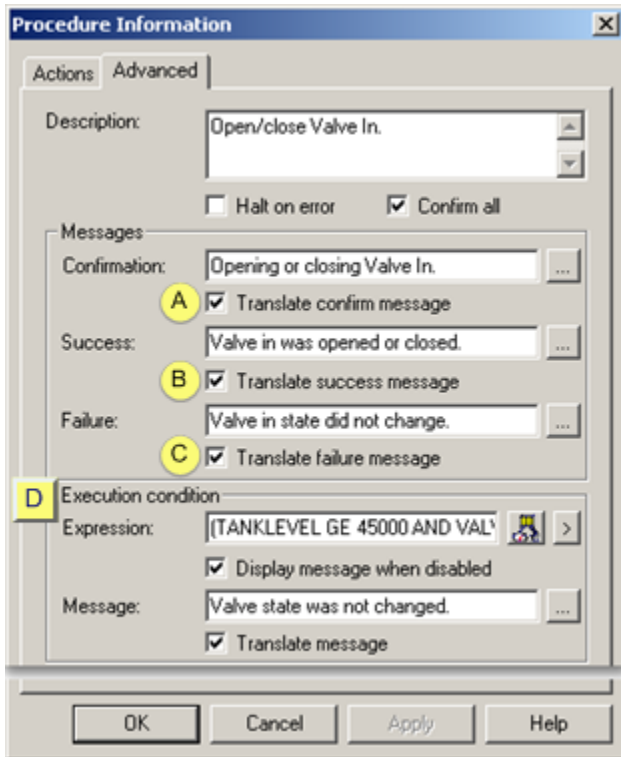 Procedure Information
Actions Advanced
Description: Open/close Valve In.
Halt on error Confirm all
Messages
Confirmation: Opening or closing Valve In. ...
A Translate confirm message
Success: Valve in was opened or closed. ...
B Translate success message
Failure: Valve in state did not change. ...
C Translate failure message
D Execution condition
Expression: (TANKLEVEL GE 45000 AND >
Display message when disabled
Message: Valve state was not changed. ...
Translate message
OK Cancel Apply Help